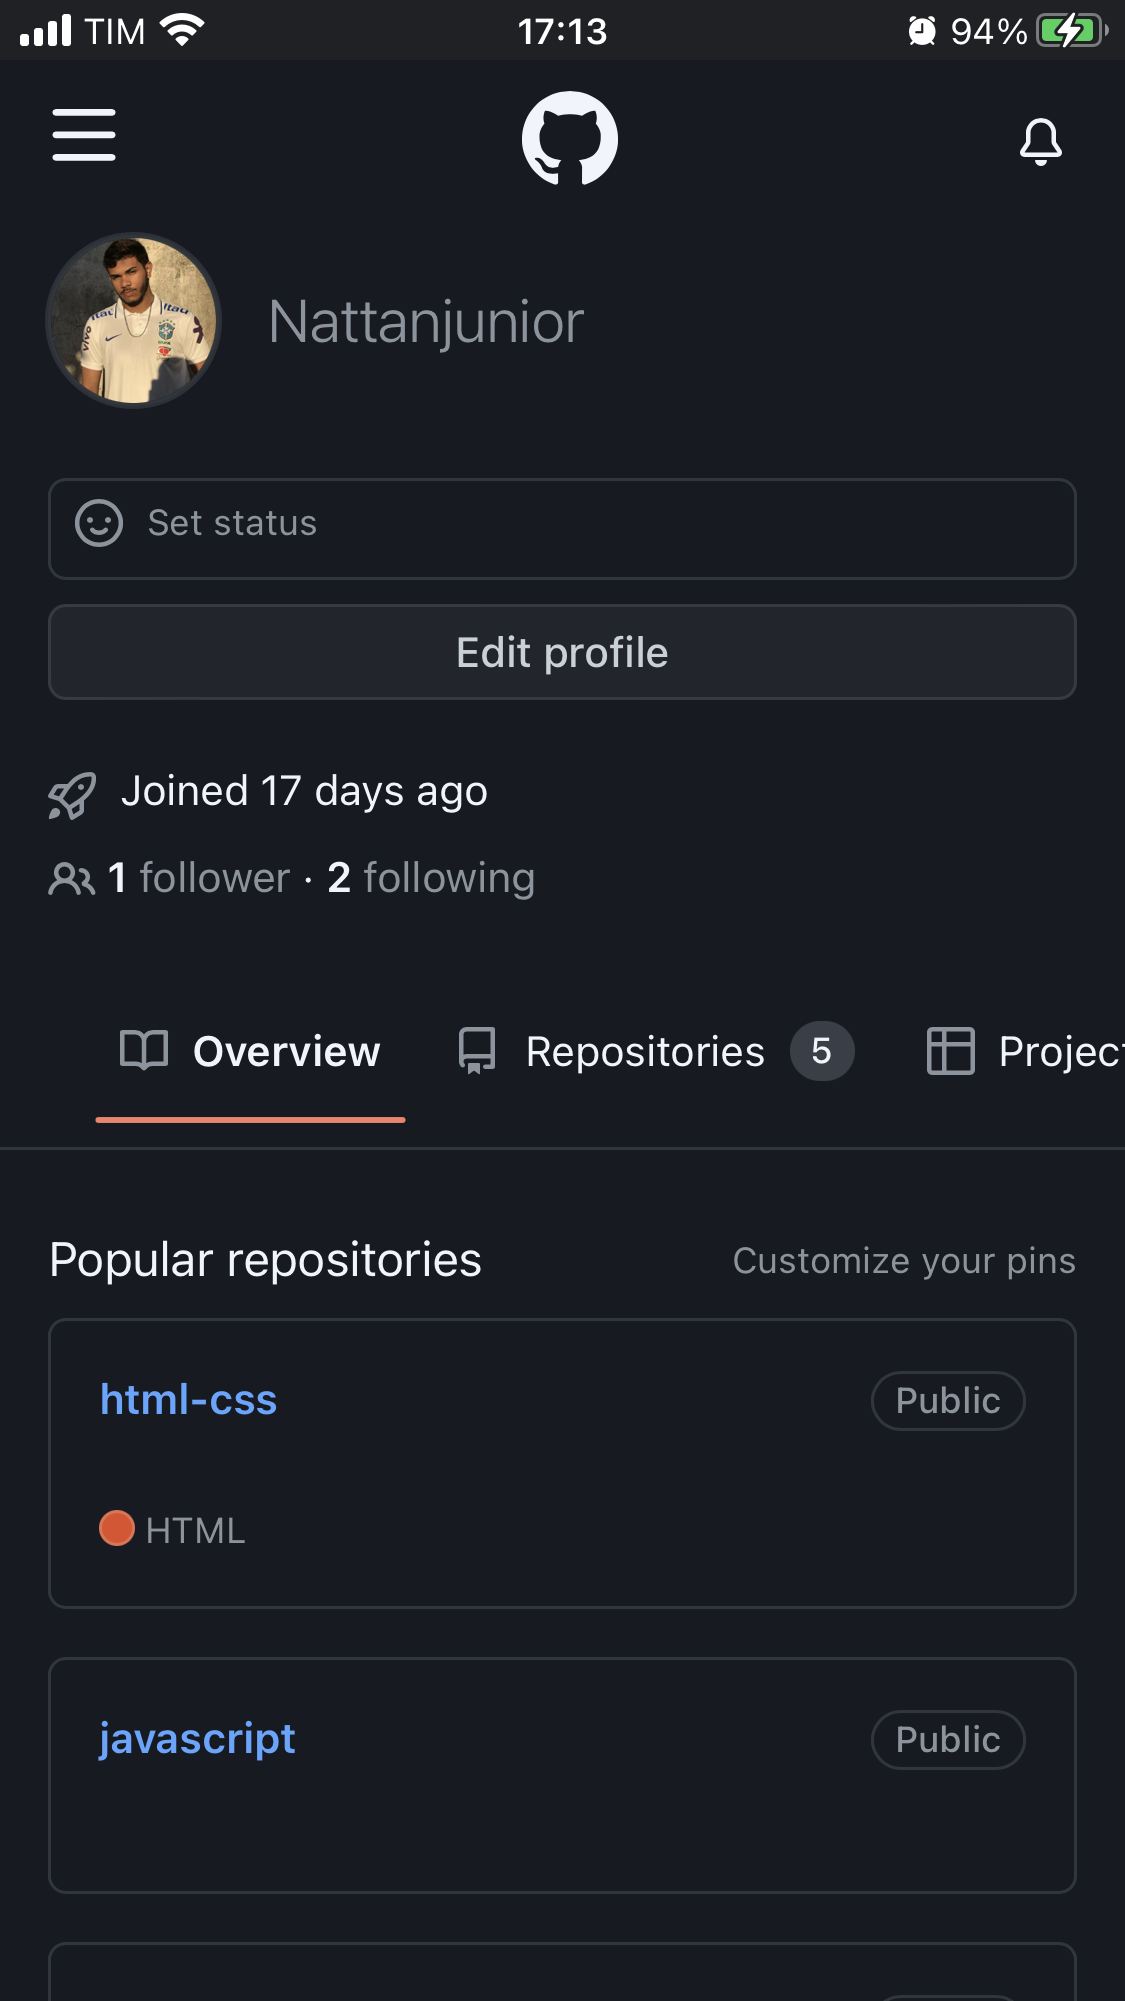 TIM 17:13 94%
Nattanjunior
Set status
Edit profile
Joined 17 days ago
1 follower · 2 following
Overview Repositories 5 Project
Popular repositories Customize your pins
html-css Public
HTML
javascript Public